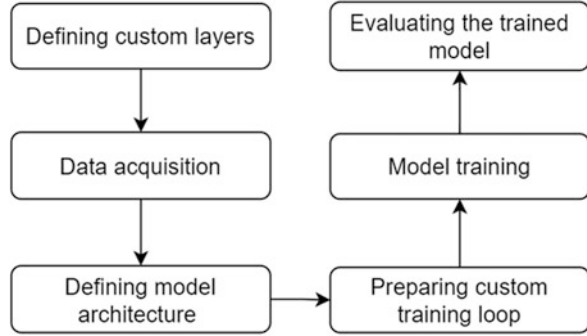 Defining custom layers
Data acquisition
Defining model
architecture
Preparing custom
training loop
Model training
Evaluating the trained
model